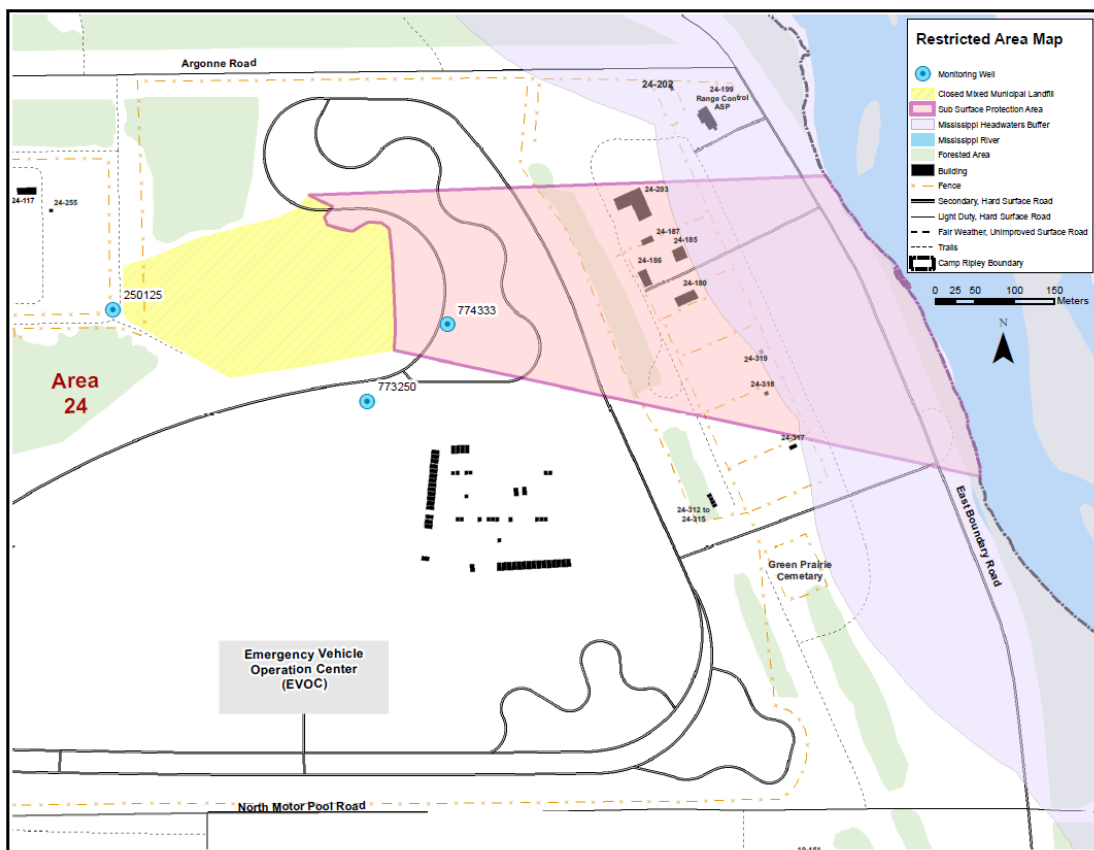 Restricted Area Map
Monitoring Well
Closed Mixed Municipal Landfill
Sub Surface Protection Area
Mississippi Headwaters Buffer
Mississippi River
Forested Area
Building
Fence
Secondary, Hard Surface Road
Light Duty, Hard Surface Road
Fair Weather, Unimproved Surface Road
Trails
Camp Ripley Boundary
0 25 50 100 150
Meters
N
Argonne Road
24-202
24-199
Range Control
ASP
24-117
24-255
24-203
24-187
24-185
24-186
24-180
250125
774333
24-319
Area
24
773250
24-318
24-317
24-312 to
24-315
East Boundary Road
Green Prairie
Cemetery
Emergency Vehicle
Operation Center
(EVOC)
North Motor Pool Road